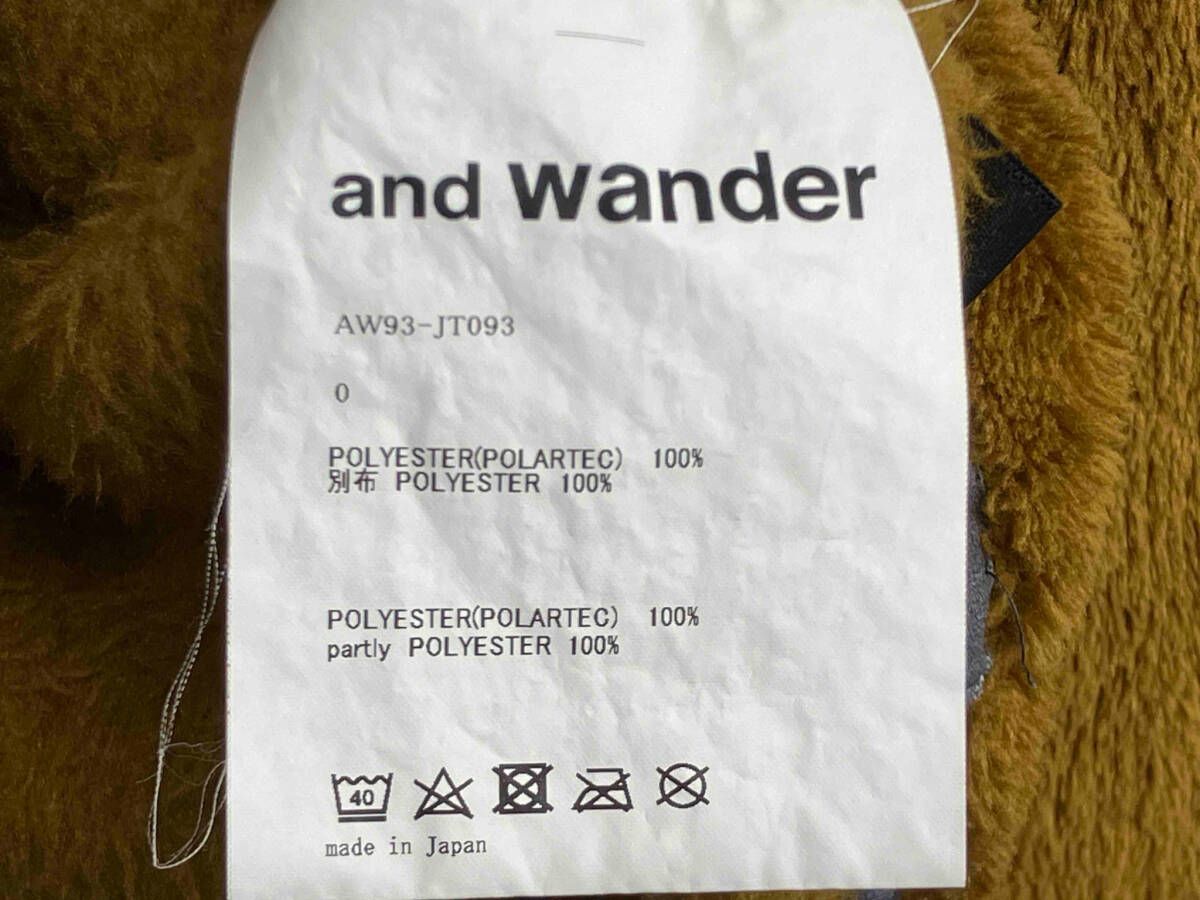 and wander
AW93-JT093
0
POLYESTER(POLARTEC) 100%
別布 POLYESTER 100%
POLYESTER(POLARTEC) 100%
partly POLYESTER 100%
40
made in Japan